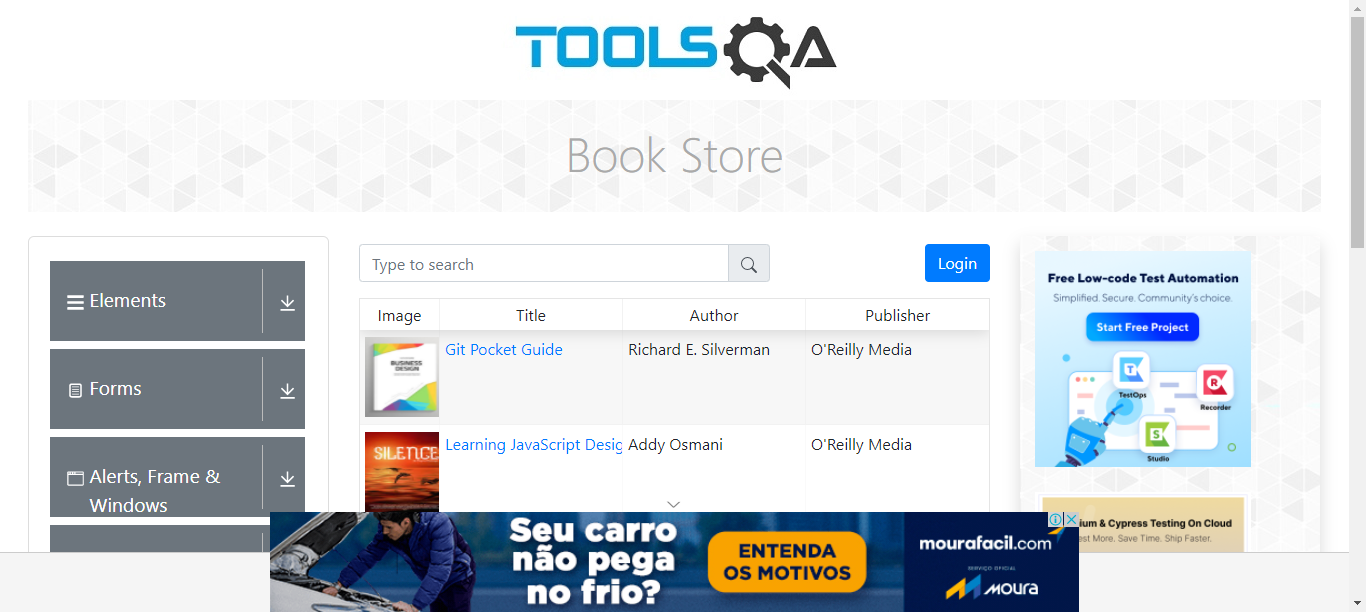 TOOLSQA
Book Store
Elements
Forms
Alerts, Frame &
Windows
Type to search
Login
Image Title Author Publisher
BUSINESS
DESIGN
Git Pocket Guide Richard E. Silverman O'Reilly Media
SILENCE
Learning JavaScript Desig Addy Osmani O'Reilly Media
Free Low-code Test Automation
Simplified. Secure. Community's choice.
Start Free Project
TestOps
Recorder
Studio
ium & Cypress Testing On Cloud
est More. Save Time. Ship Faster.
Seu carro
não pega
no frio?
ENTENDA
OS MOTIVOS
mourafacil.com
SERVIÇO OFICIAL
moura